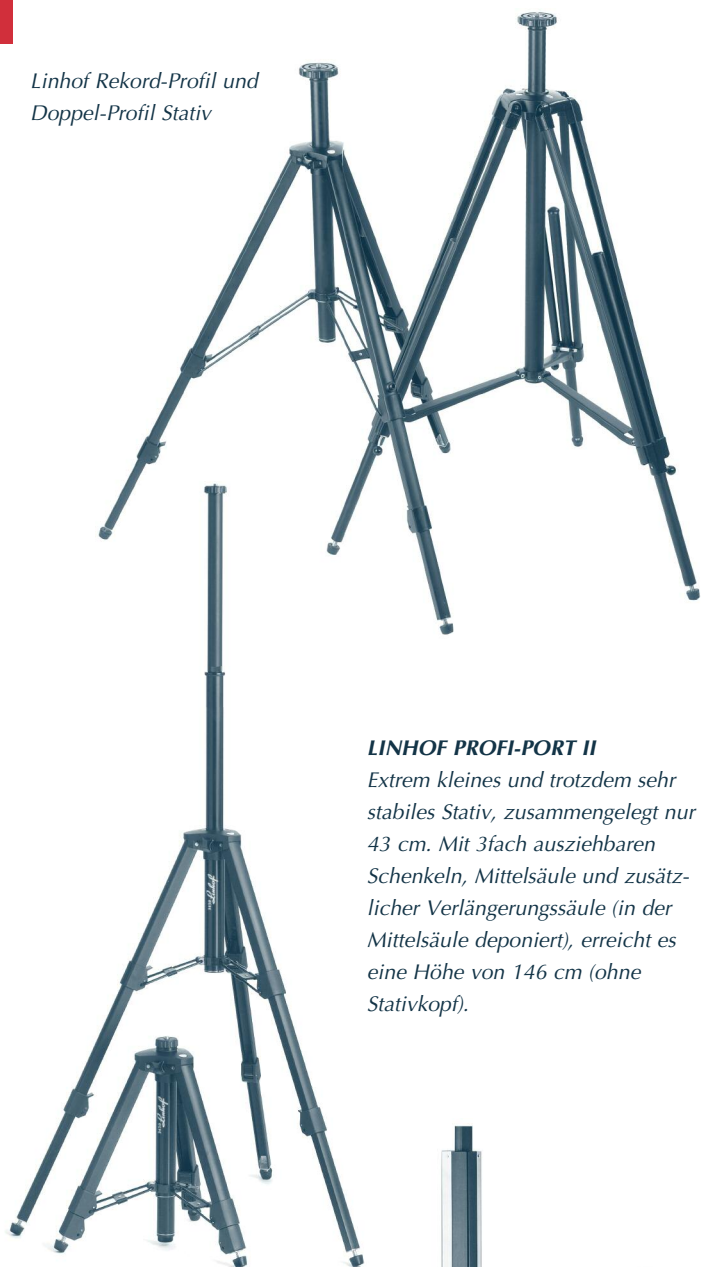 Linhof Rekord-Profil und
Doppel-Profil Stativ
LINHOF PROFI-PORT II
Extrem kleines und trotzdem sehr
stabiles Stativ, zusammengelegt nur
43 cm. Mit 3fach ausziehbaren
Schenkeln, Mittelsäule und zusätz-
licher Verlängerungssäule (in der
Mittelsäule deponiert), erreicht es
eine Höhe von 146 cm (ohne
Stativkopf).
Linhof
Linhof